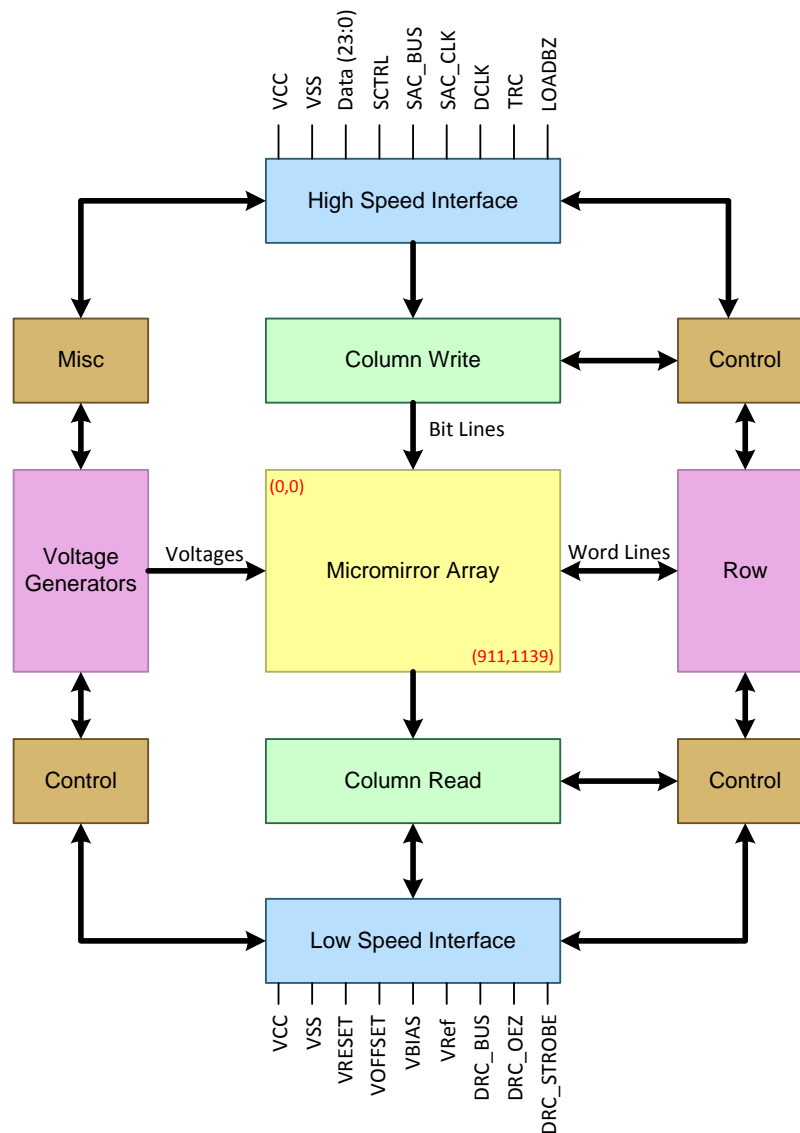 VCC
VSS
Data (23:0)
SCTRL
SAC_BUS
SAC_CLK
DCLK
TRC
LOADBZ
High Speed Interface
Misc
Column Write
Control
Bit Lines
(0,0)
Voltage
Generators
Voltages
Micromirror Array
Word Lines
Row
(911,1139)
Control
Column Read
Control
Low Speed Interface
VCC
VSS
VRESET
VOFFSET
VBIAS
VRef
DRC_BUS
DRC_OEZ
DRC_STROBE